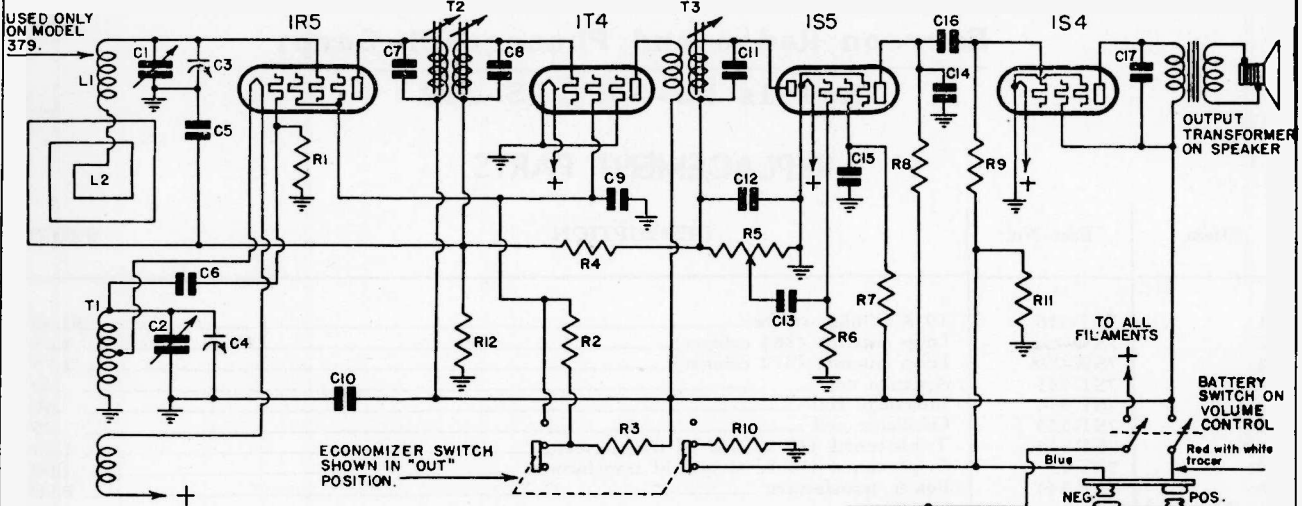 USED ONLY
ON MODEL
379.
1R5
T2
1T4
T3
1S5
C16
1S4
C1
C3
L1
C7
C8
C11
C14
C17
C5
R1
L2
C9
C12
C15
R8
R9
OUTPUT
TRANSFORMER
ON SPEAKER
+
+
+
R4
R5
C6
T1
C2
C4
R12
R2
C13
R7
R6
R11
TO ALL
FILAMENTS
+
C10
BATTERY
SWITCH ON
VOLUME
CONTROL
ECONOMIZER SWITCH
SHOWN IN "OUT"
POSITION.
R3
R10
Blue
Red with white
tracer
+
NEG.
POS.